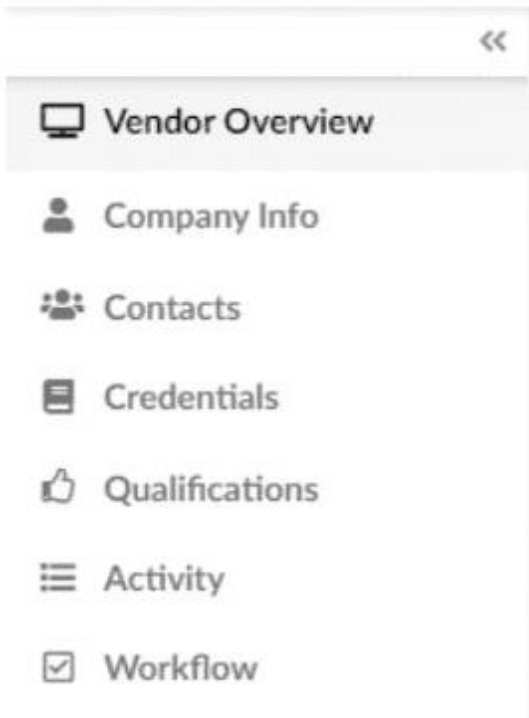 Vendor Overview
Company Info
Contacts
Credentials
Qualifications
Activity
Workflow